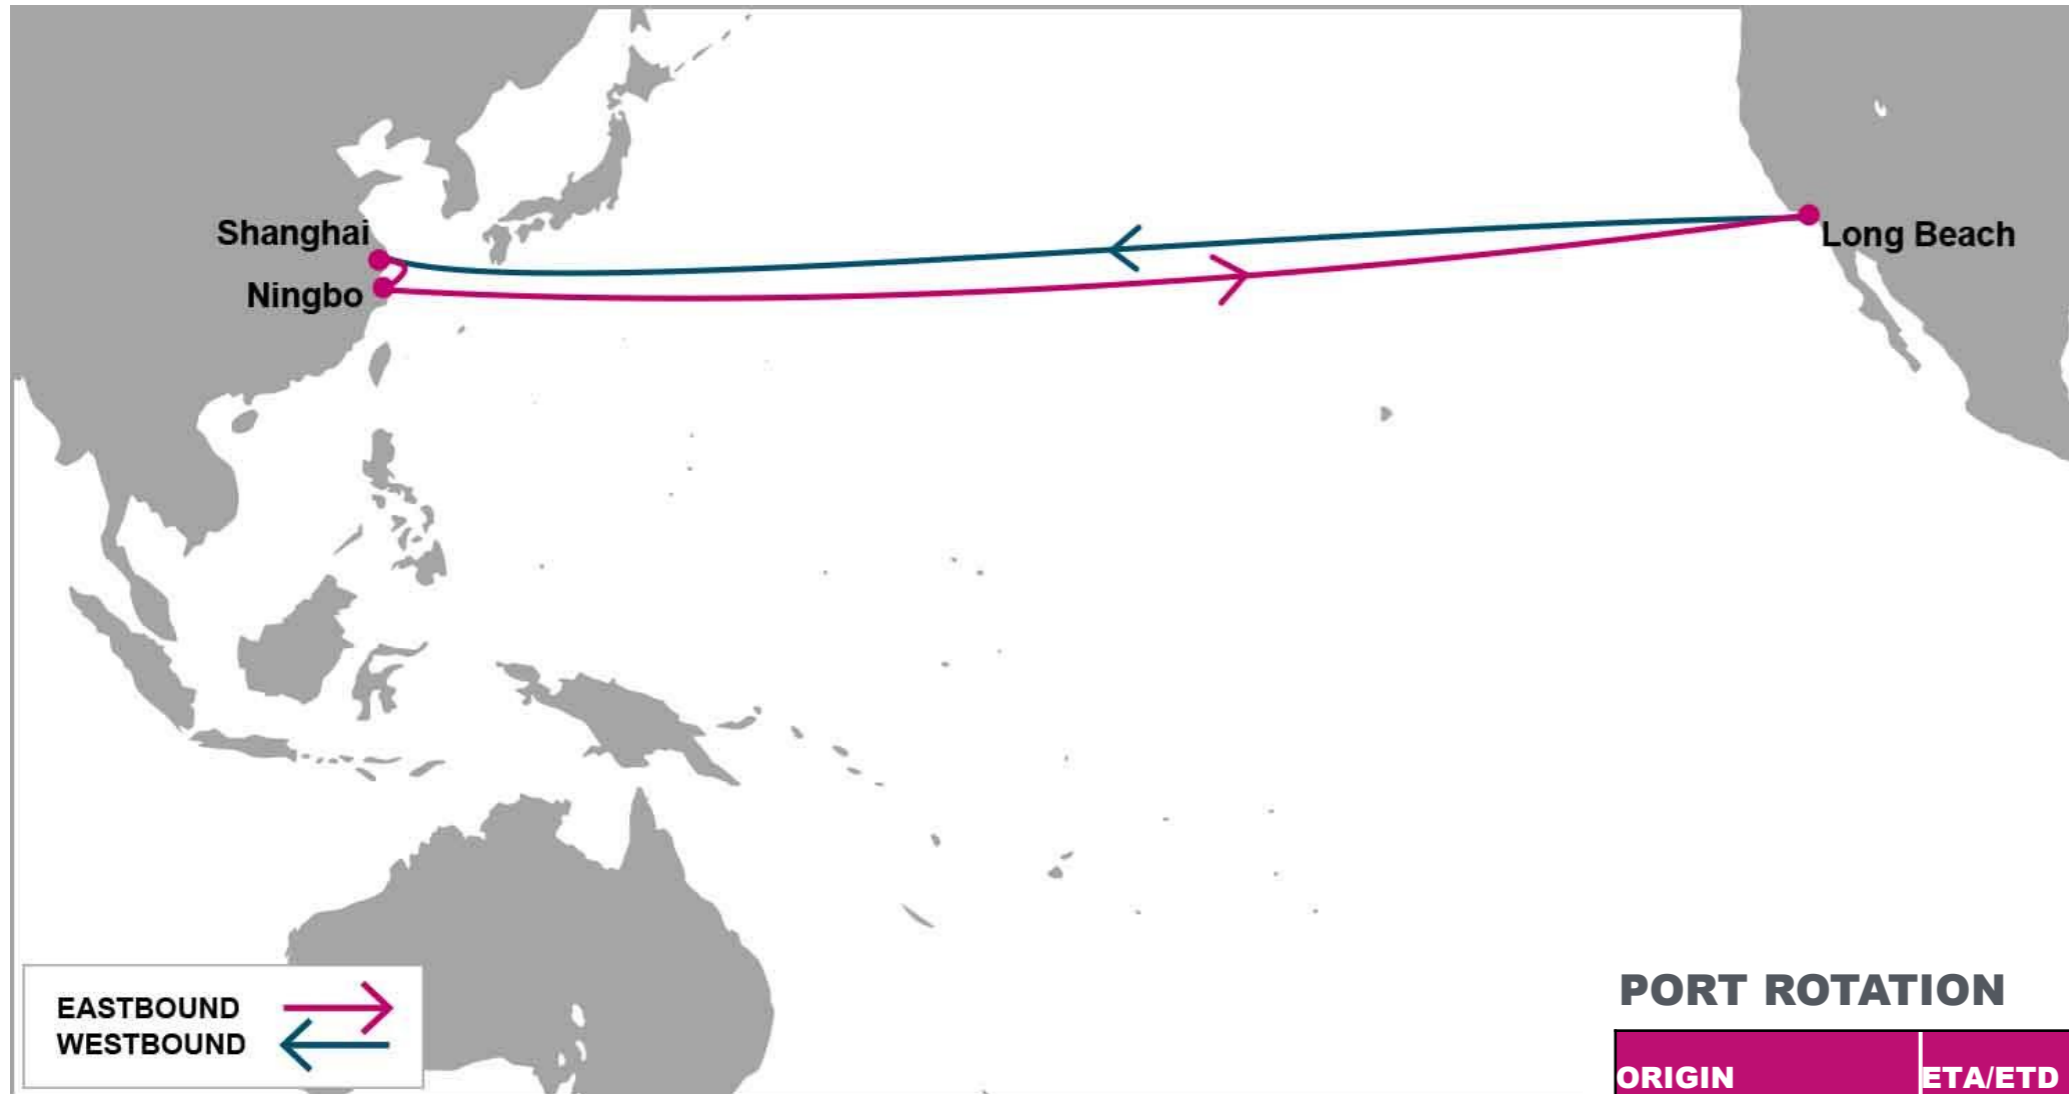 Shanghai
Long Beach
Ningbo
EASTBOUND
WESTBOUND
PORT ROTATION
ORIGIN ETA/ETD